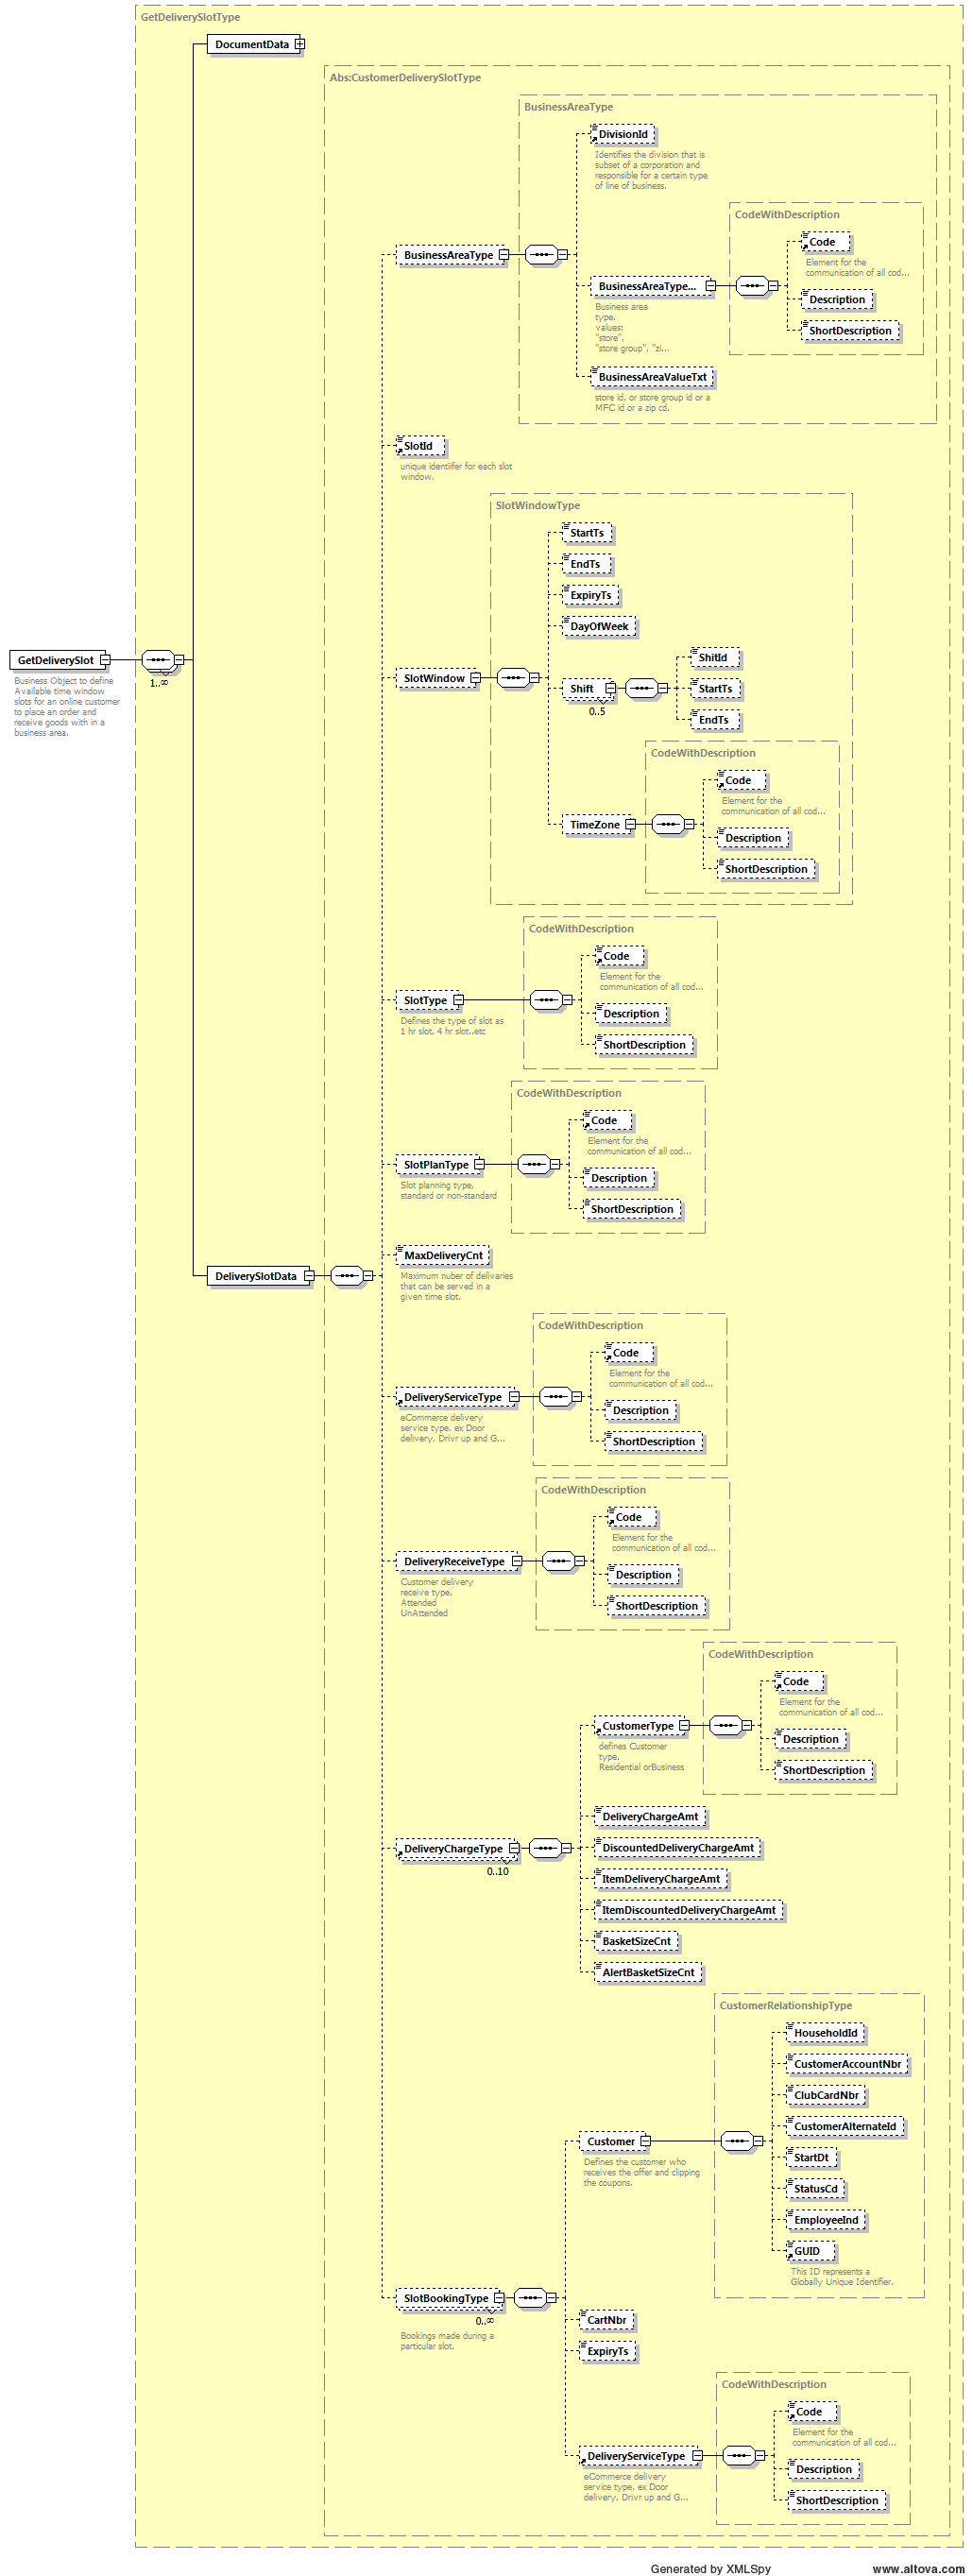 GetDeliverySlotType
DocumentData
Abs:CustomerDeliverySlotType
BusinessAreaType
DivisionId
Identifies the division that is
subset of a corporation and
responsible for a certain type
of line of business.
CodeWithDescription
Code
Element for the
communication of all cod...
BusinessAreaType
BusinessAreaType...
Business area
type.
values:
"store",
"store group", "zi...
Description
ShortDescription
BusinessAreaValueTxt
store id, or store group id or a
MFC id or a zip cd.
SlotId
unique identiifer for each slot
window.
SlotWindowType
StartTs
EndTs
ExpiryTs
DayOfWeek
GetDeliverySlot
Business Object to define
Available time window
slots for an online customer
to place an order and
receive goods with in a
business area.
1..∞
SlotWindow
Shift
0..5
ShitId
StartTs
EndTs
CodeWithDescription
Code
Element for the
communication of all cod...
TimeZone
Description
ShortDescription
CodeWithDescription
Code
Element for the
communication of all cod...
SlotType
Defines the type of slot as
1 hr slot, 4 hr slot..etc
Description
ShortDescription
CodeWithDescription
Code
Element for the
communication of all cod...
SlotPlanType
Slot planning type,
standard or non-standard
Description
ShortDescription
MaxDeliveryCnt
Maximum nuber of delivaries
that can be served in a
given time slot.
DeliverySlotData
CodeWithDescription
Code
Element for the
communication of all cod...
DeliveryServiceType
eCommerce delivery
service type. ex Door
delivery, Drivr up and G...
Description
ShortDescription
CodeWithDescription
Code
Element for the
communication of all cod...
DeliveryReceiveType
Customer delivery
receive type.
Attended
UnAttended
Description
ShortDescription
CodeWithDescription
Code
Element for the
communication of all cod...
CustomerType
defines Customer
type.
Residential orBusiness
Description
ShortDescription
DeliveryChargeAmt
DeliveryChargeType
0..10
DiscountedDeliveryChargeAmt
ItemDeliveryChargeAmt
ItemDiscountedDeliveryChargeAmt
BasketSizeCnt
AlertBasketSizeCnt
CustomerRelationshipType
HouseholdId
CustomerAccountNbr
ClubCardNbr
CustomerAlternateId
Customer
Defines the customer who
receives the offer and clipping
the coupons.
StartDt
StatusCd
EmployeeInd
GUID
This ID represents a
Globally Unique Identifier.
SlotBookingType
0..∞
Bookings made during a
particular slot.
CartNbr
ExpiryTs
CodeWithDescription
Code
Element for the
communication of all cod...
DeliveryServiceType
eCommerce delivery
service type. ex Door
delivery, Drivr up and G...
Description
ShortDescription
Generated by XMLSpy
www.altova.com